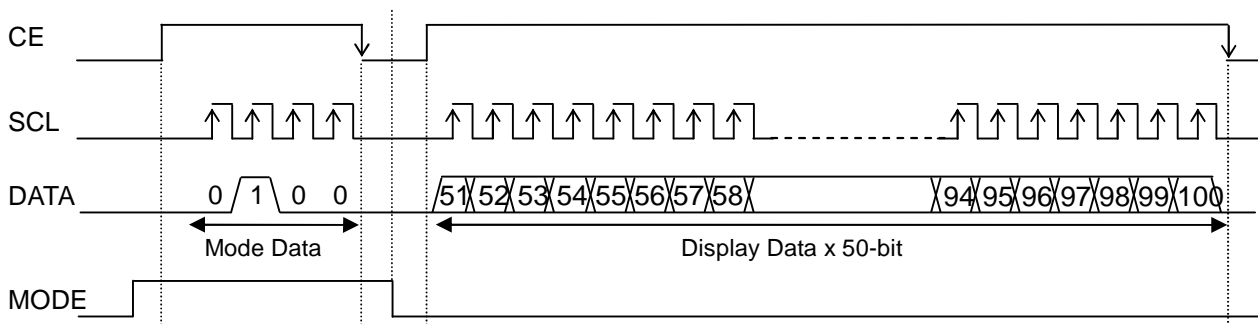 CE
SCL
DATA 0 1 0 0 51 52 53 54 55 56 57 58 94 95 96 97 98 99 100
Mode Data Display Data x 50-bit
MODE